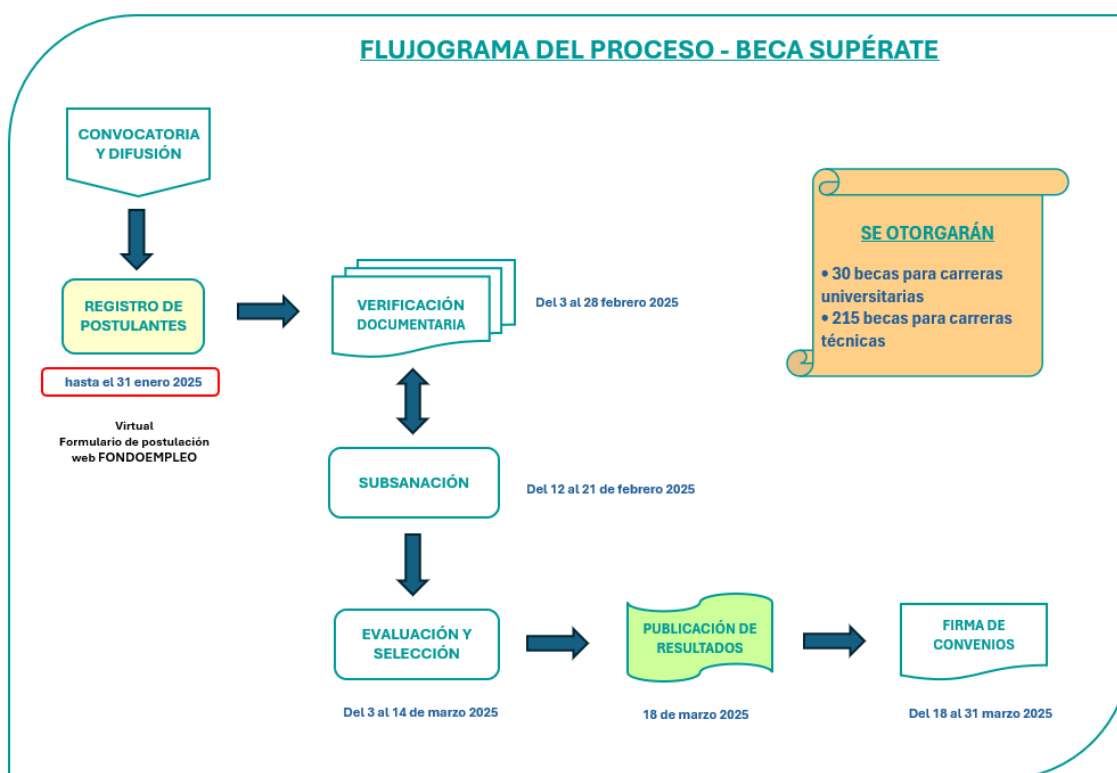 FLUJOGRAMA DEL PROCESO - BECA SUPÉRATE
CONVOCATORIA
Y DIFUSIÓN
REGISTRO DE
POSTULANTES
hasta el 31 enero 2025
Virtual
Formulario de postulación
web FONDOEMPLEO
VERIFICACIÓN
DOCUMENTARIA
Del 3 al 28 febrero 2025
SE OTORGARÁN
• 30 becas para carreras
universitarias
• 215 becas para carreras
técnicas
SUBSANACIÓN
Del 12 al 21 de febrero 2025
EVALUACIÓN Y
SELECCIÓN
Del 3 al 14 de marzo 2025
PUBLICACIÓN DE
RESULTADOS
18 de marzo 2025
FIRMA DE
CONVENIOS
Del 18 al 31 marzo 2025